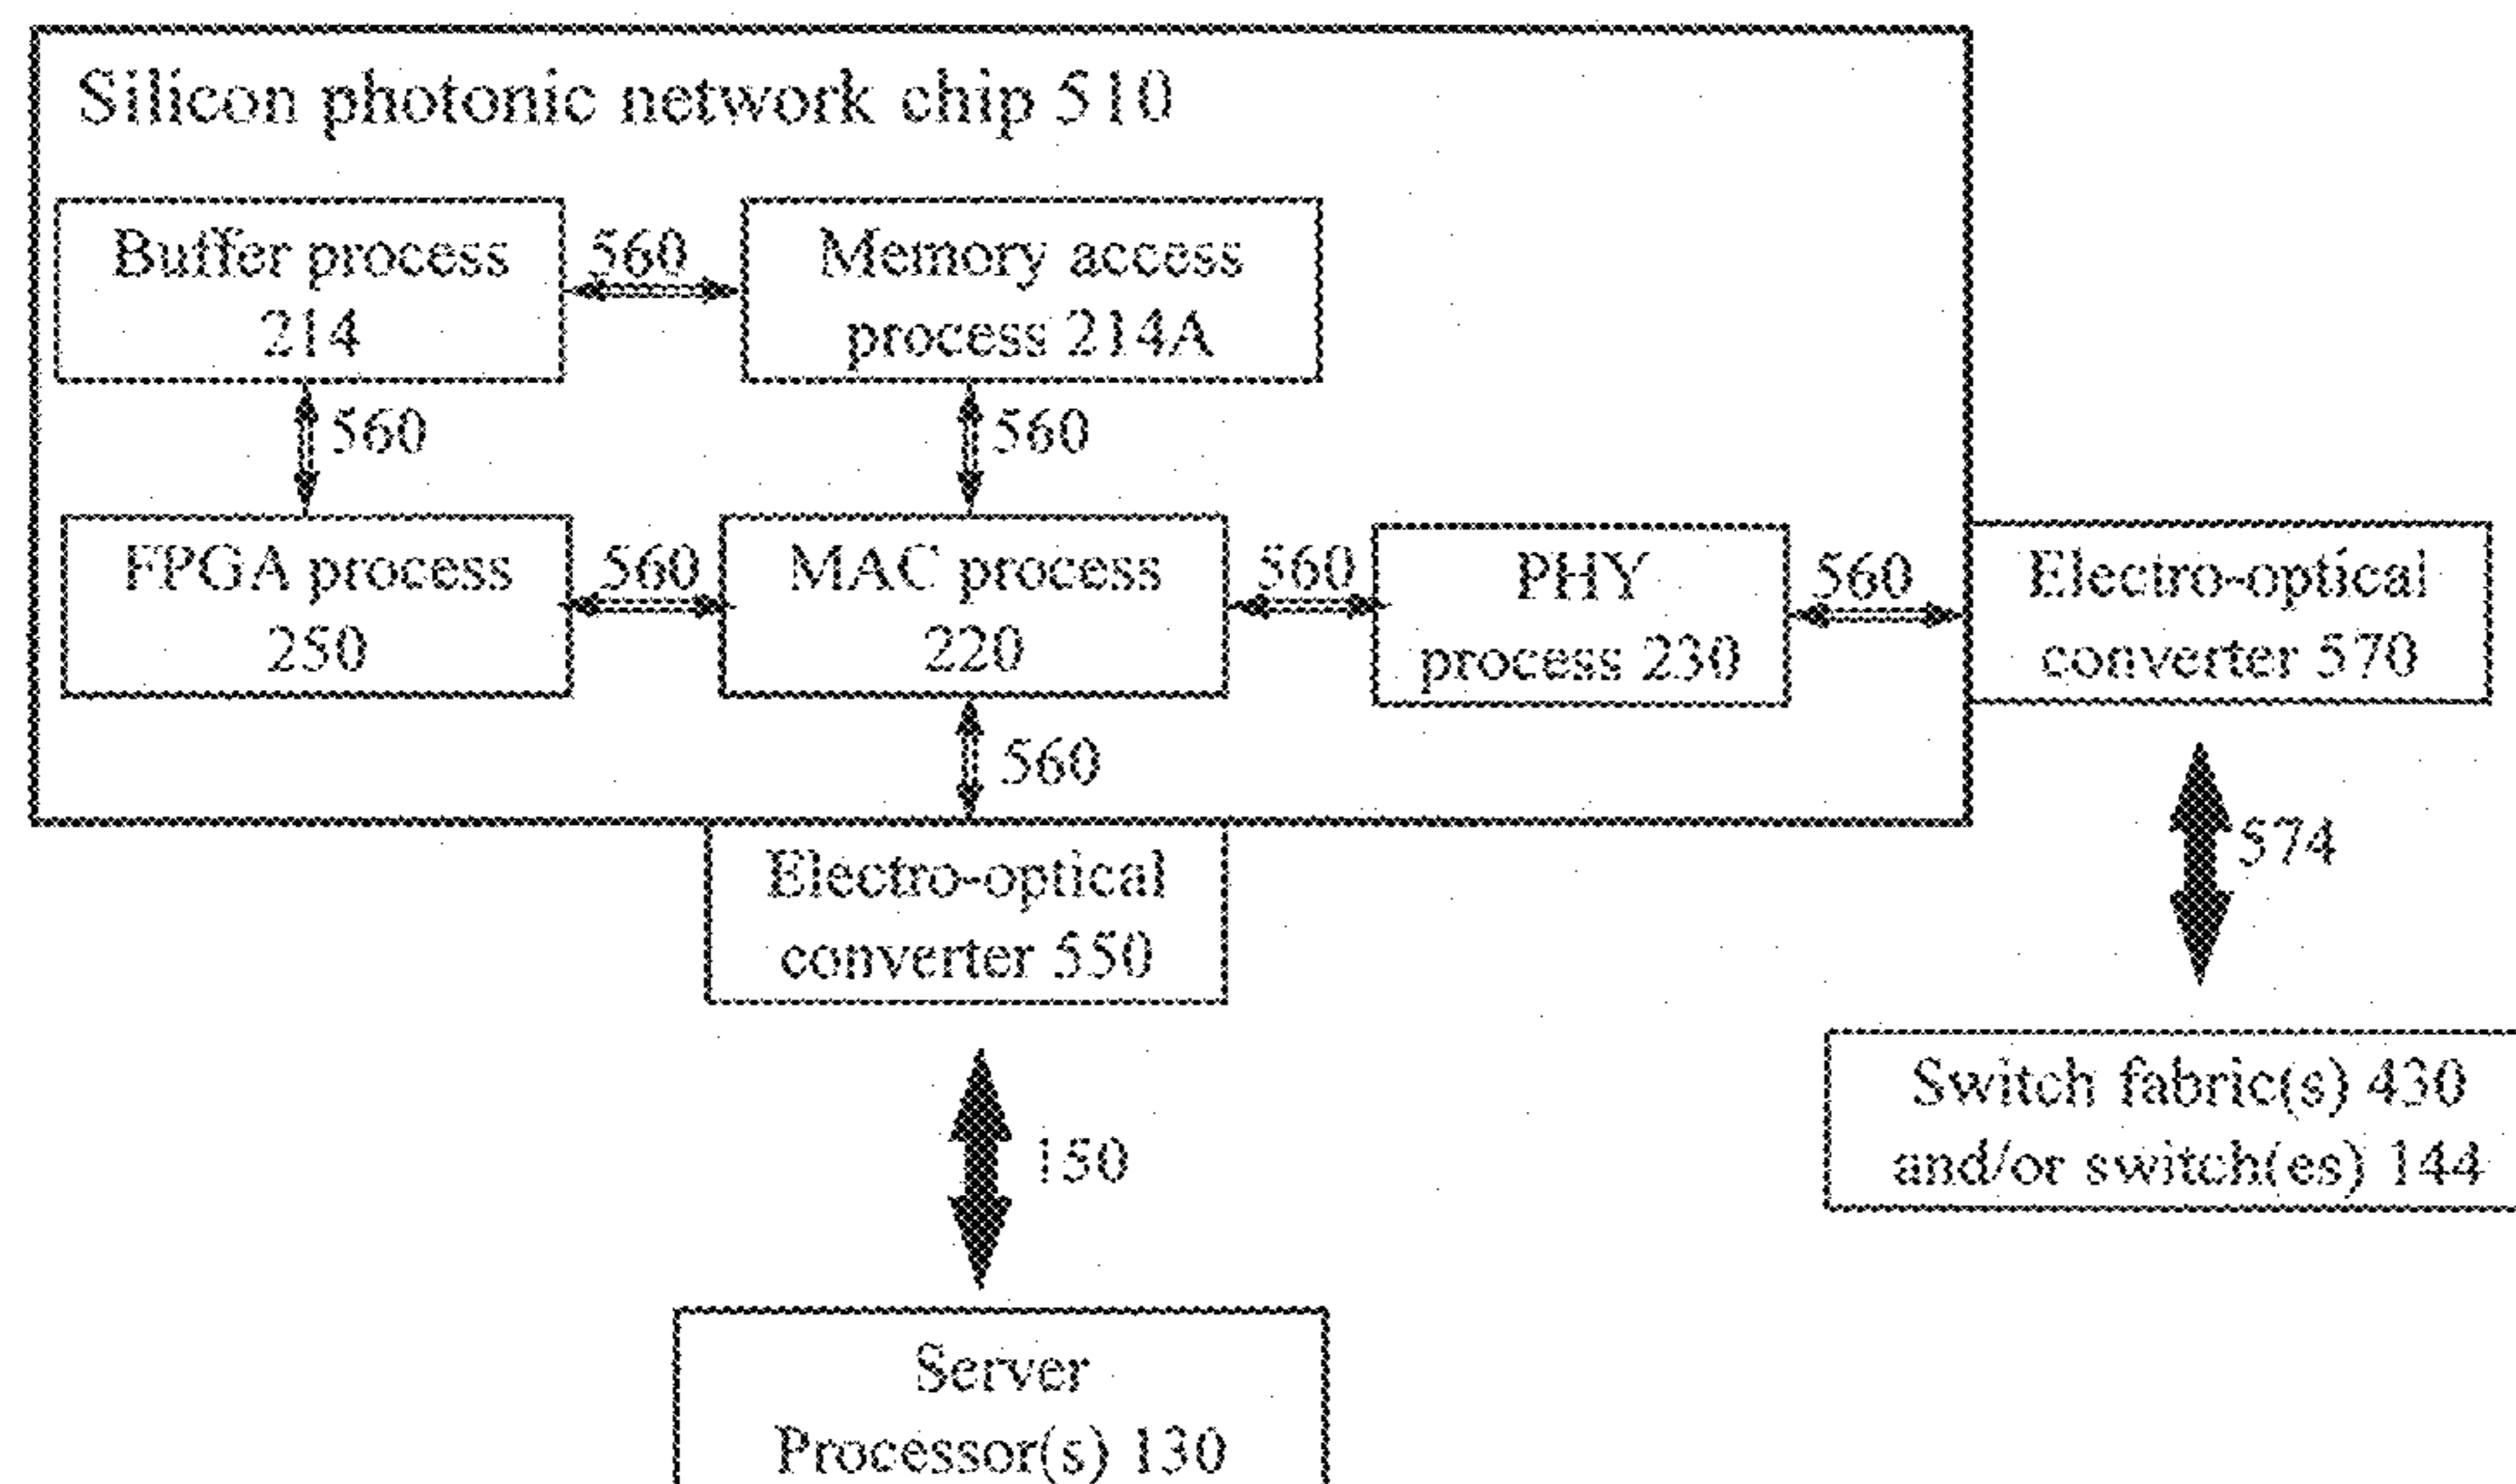 Silicon photonic network chip 510
Buffer process
214
560
Memory access
process 214A
560
560
FPGA process
250
560
MAC process
220
560
PHY
process 230
560
Electro-optical
converter 570
560
574
Electro-optical
converter 550
150
Switch fabric(s) 430
and/or switch(es) 144
Server
Processor(s) 130